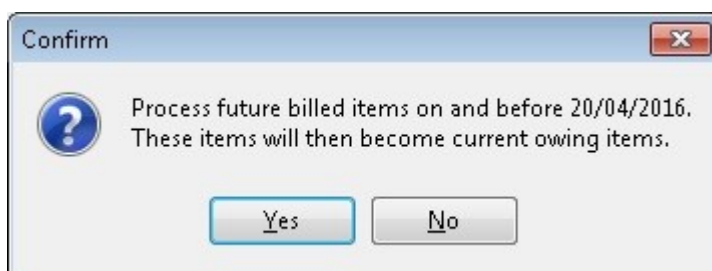 Confirm
Process future billed items on and before 20/04/2016.
These items will then become current owing items.
Yes
No